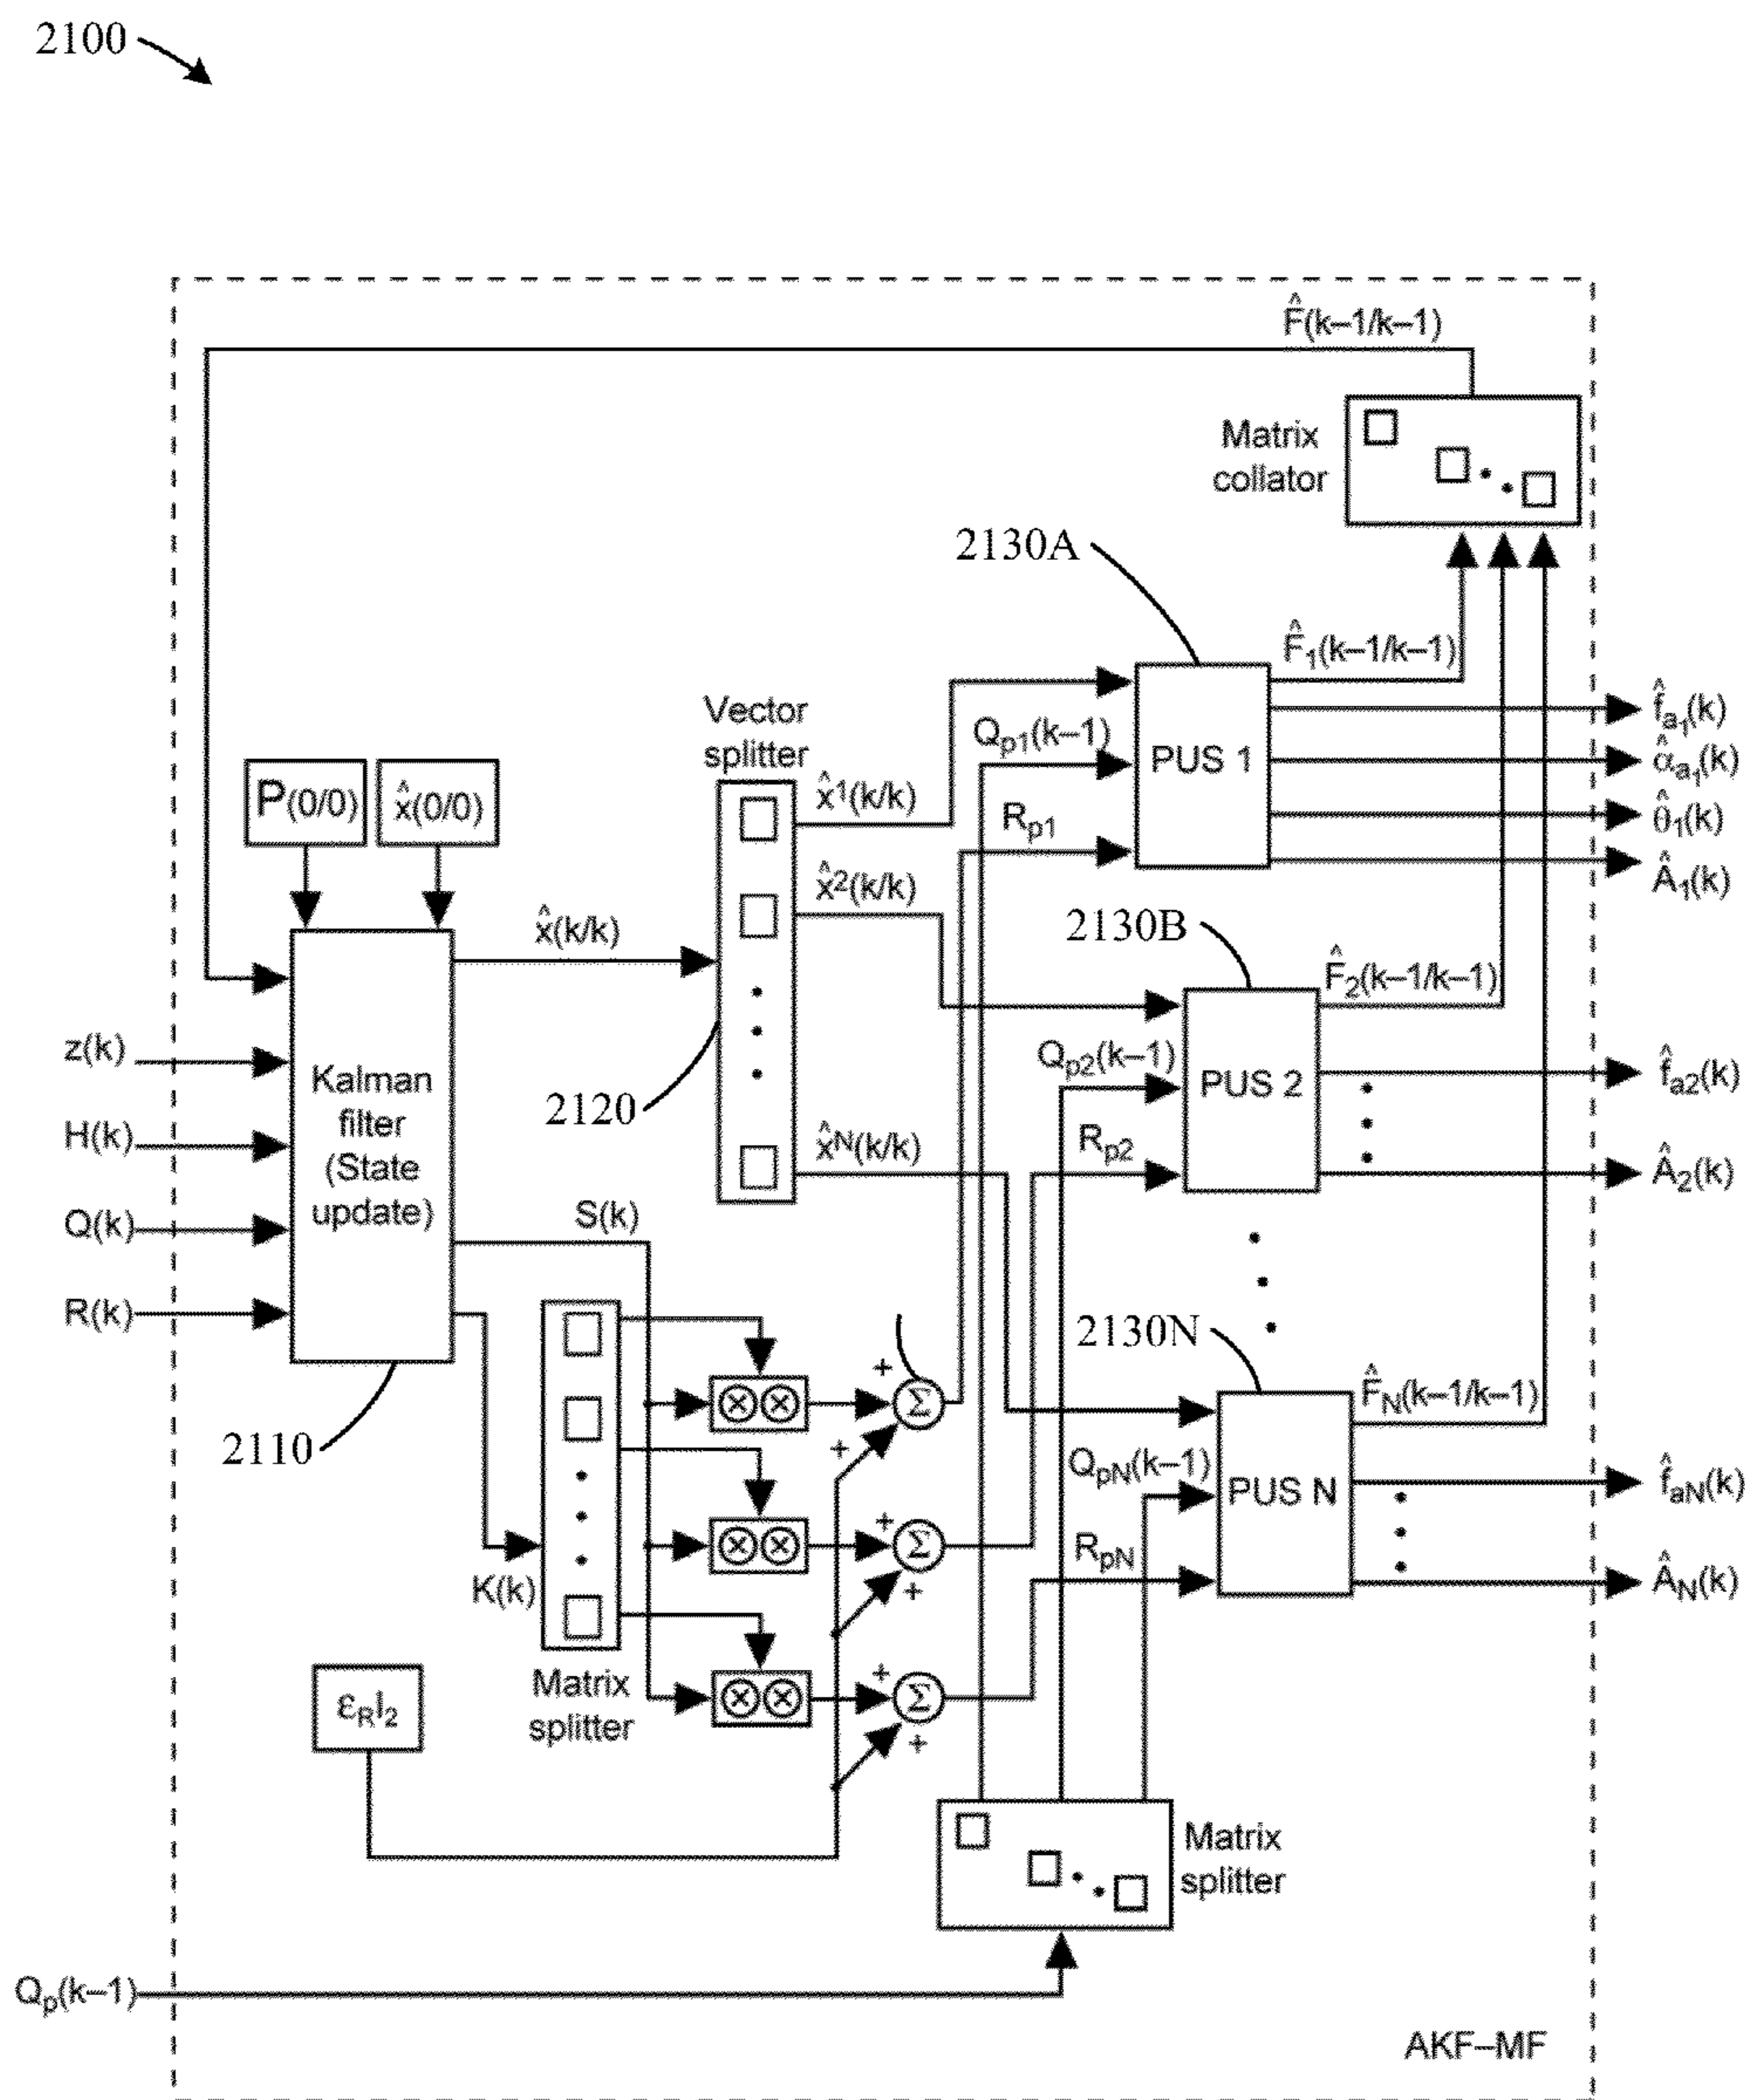 2100
F̂(k–1/k–1)
Matrix
collator
2130A
F̂₁(k–1/k–1)
Vector
splitter
Qp1(k–1)
PUS 1
f̂a₁(k)
α̂a₁(k)
θ̂₁(k)
Â₁(k)
P(0/0)
x̂(0/0)
x̂¹(k/k)
Rp1
x̂²(k/k)
2130B
x̂(k/k)
F̂₂(k–1/k–1)
z(k)
Kalman
filter
(State
update)
2120
Qp2(k–1)
PUS 2
f̂a2(k)
H(k)
x̂ᴺ(k/k)
Rp2
Â₂(k)
Q(k)
S(k)
R(k)
2130N
+
Σ
F̂N(k–1/k–1)
⊗⊗
2110
+
QpN(k–1)
PUS N
f̂aN(k)
⊗⊗
+
Σ
RpN
K(k)
+
ÂN(k)
εRI₂
Matrix
splitter
⊗⊗
+
Σ
+
Matrix
splitter
Qp(k–1)
AKF–MF